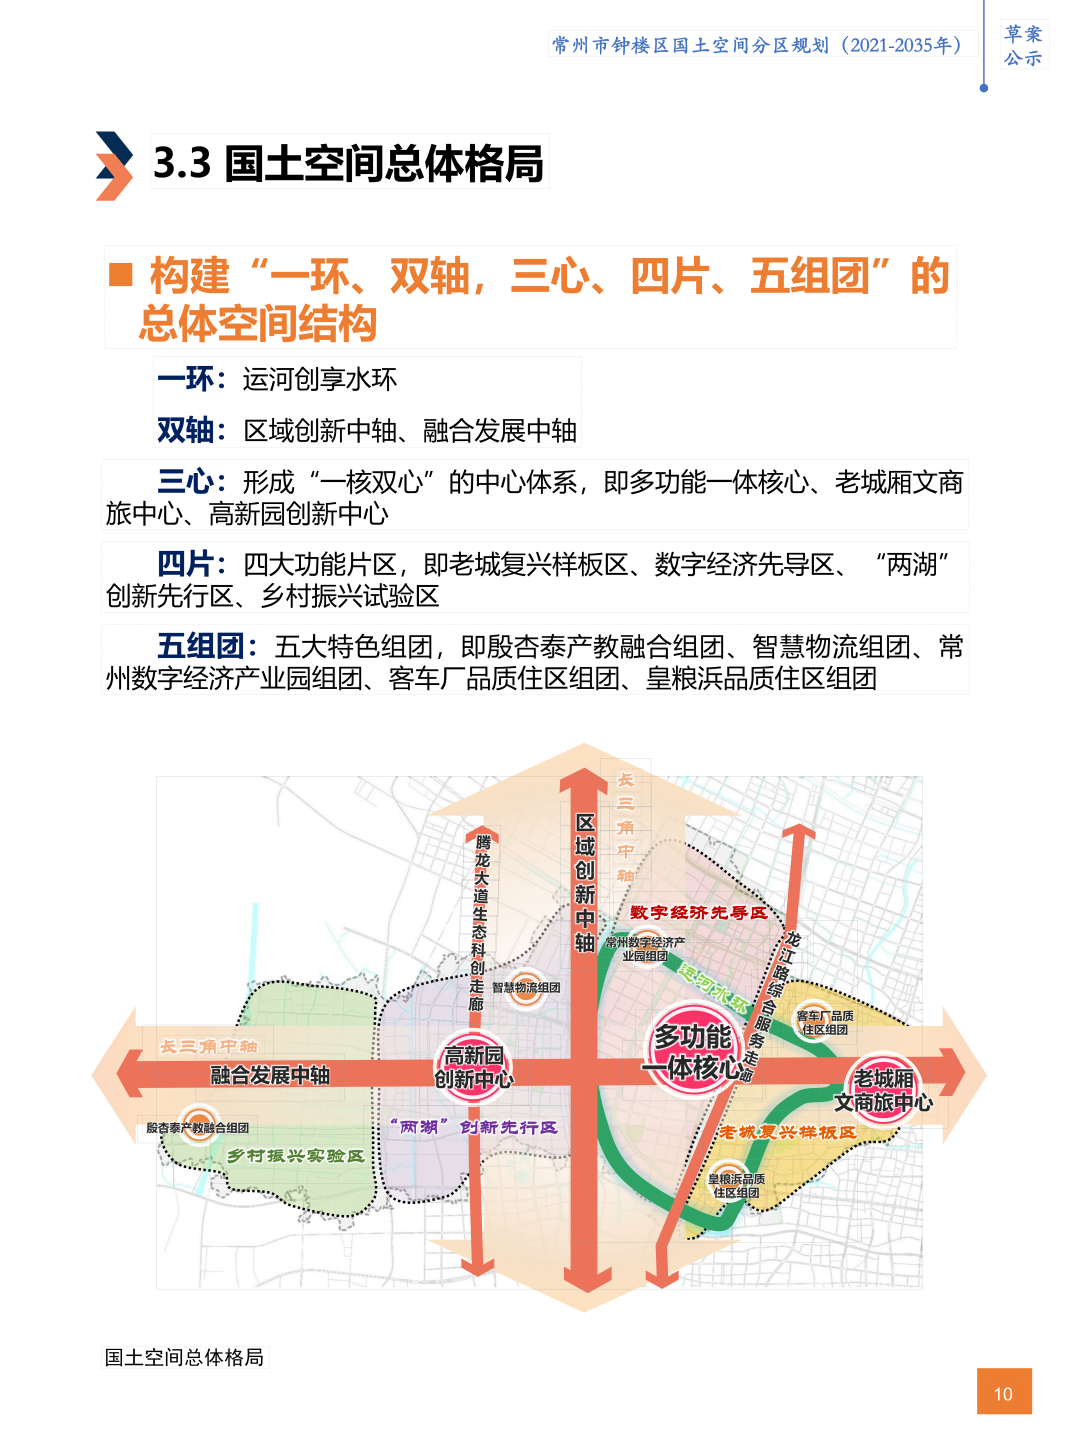 常州市钟楼区国土空间分区规划（2021-2035年）
草案
公示
3.3 国土空间总体格局
构建“一环、双轴，三心、四片、五组团”的
总体空间结构
一环：运河创享水环
双轴：区域创新中轴、融合发展中轴
三心：形成“一核双心”的中心体系，即多功能一体核心、老城厢文商
旅中心、高新园创新中心
四片：四大功能片区，即老城复兴样板区、数字经济先导区、“两湖”
创新先行区、乡村振兴试验区
五组团：五大特色组团，即殷杏泰产教融合组团、智慧物流组团、常
州数字经济产业园组团、客车厂品质住区组团、皇粮浜品质住区组团
长三角中轴
区域创新中轴
腾龙大道生态科创走廊
数字经济先导区
常州数字经济产
业园组团
龙江路综合服务走廊
运河水环
智慧物流组团
客车厂品质
住区组团
多功能
一体核心
长三角中轴
融合发展中轴
高新园
创新中心
老城厢
文商旅中心
殷杏泰产教融合组团
“两湖”创新先行区
老城复兴样板区
乡村振兴实验区
皇粮浜品质
住区组团
国土空间总体格局
10